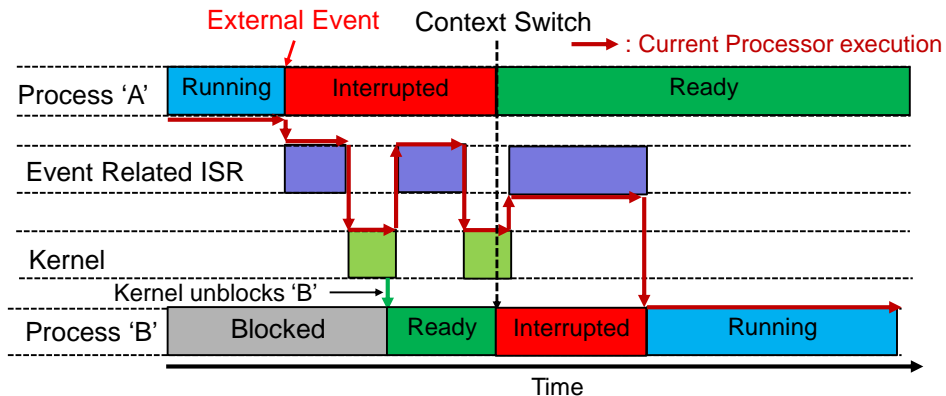 External Event
Context Switch
: Current Processor execution
Process ‘A’
Running
Interrupted
Ready
Event Related ISR
Kernel
Kernel unblocks ‘B’
Process ‘B’
Blocked
Ready
Interrupted
Running
Time